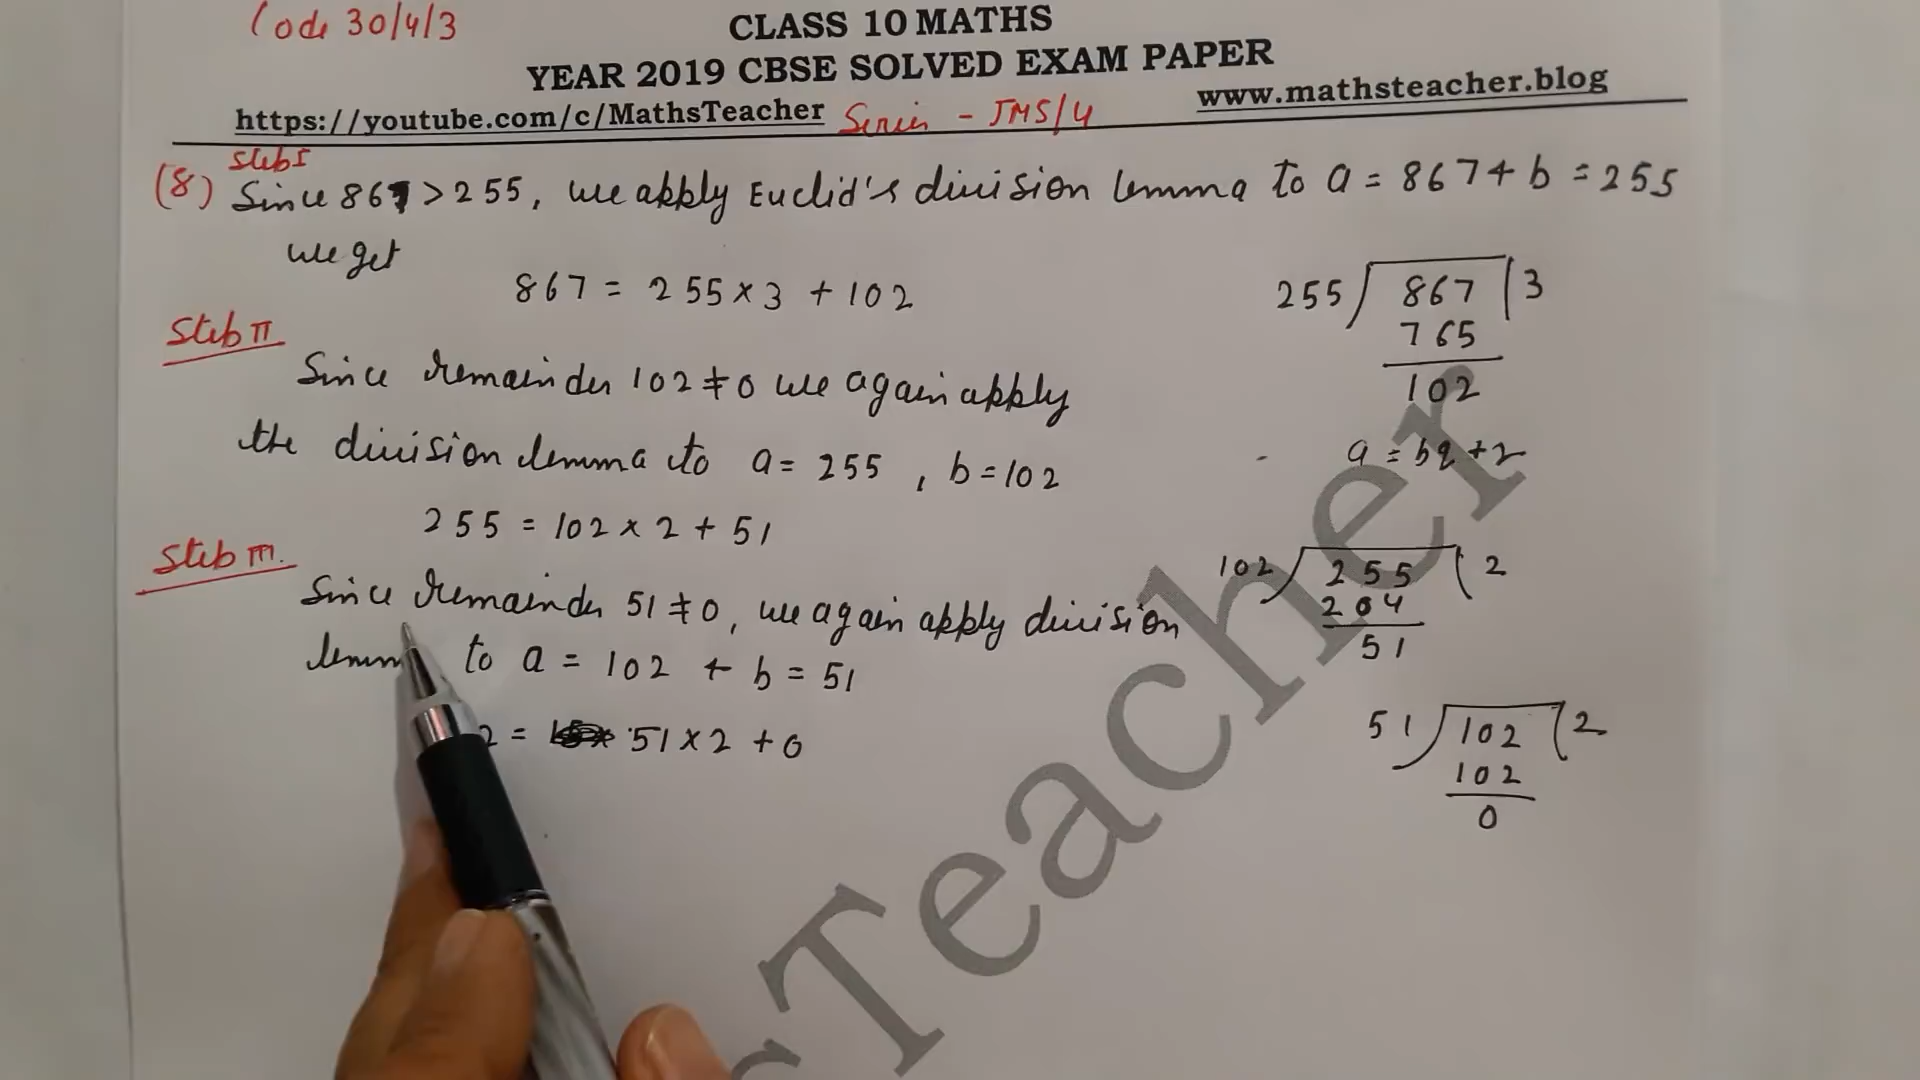 Code 30/4/3
CLASS 10 MATHS
YEAR 2019 CBSE SOLVED EXAM PAPER
https://youtube.com/c/MathsTeacher Series - JMS/4 www.mathsteacher.blog
Step I
(8) Since 867 > 255, we apply Euclid's division lemma to a = 867 + b = 255
we get
867 = 255 × 3 + 102
255 ) 867 ( 3
765
102
Step II
Since remainder 102 ≠ 0 we again apply
the division lemma to a = 255 , b = 102
a = bq + r
255 = 102 × 2 + 51
102 ) 255 ( 2
204
51
Step III.
Since remainder 51 ≠ 0, we again apply division
to a = 102 + b = 51
2 = 51 × 2 + 0
51 ) 102 ( 2
102
0
Teacher